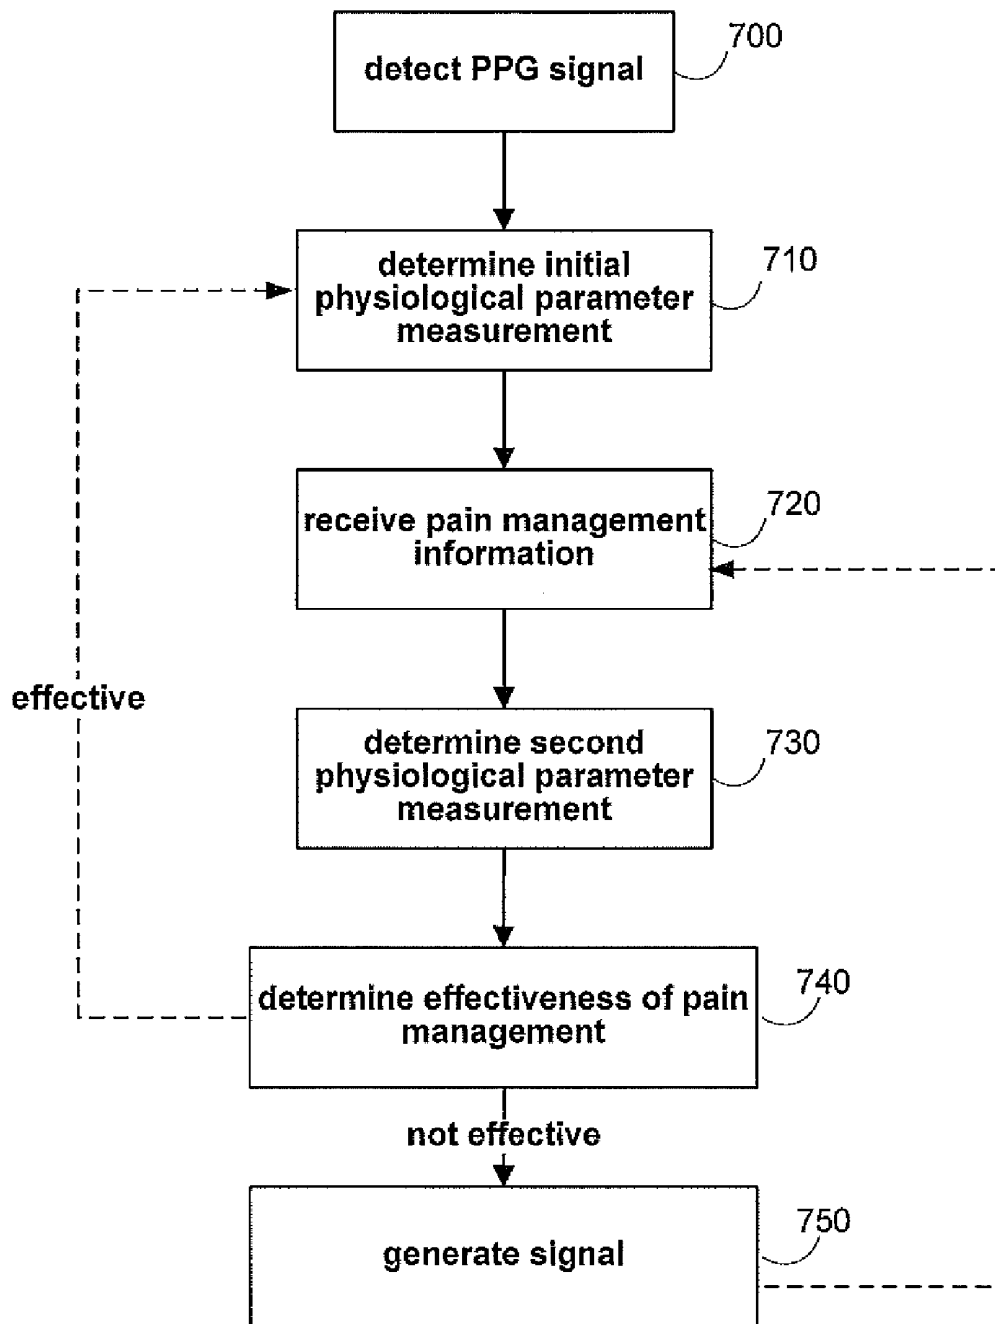 700
detect PPG signal
710
determine initial
physiological parameter
measurement
720
receive pain management
information
effective
730
determine second
physiological parameter
measurement
740
determine effectiveness of pain
management
not effective
750
generate signal